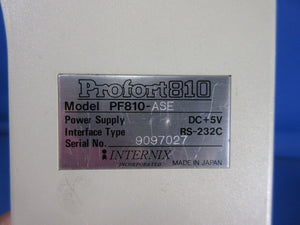 Profort810
Model PF810-ASE
Power Supply DC+5V
Interface Type RS-232C
Serial No. 9097027
INTERNIX
INCORPORATED MADE IN JAPAN